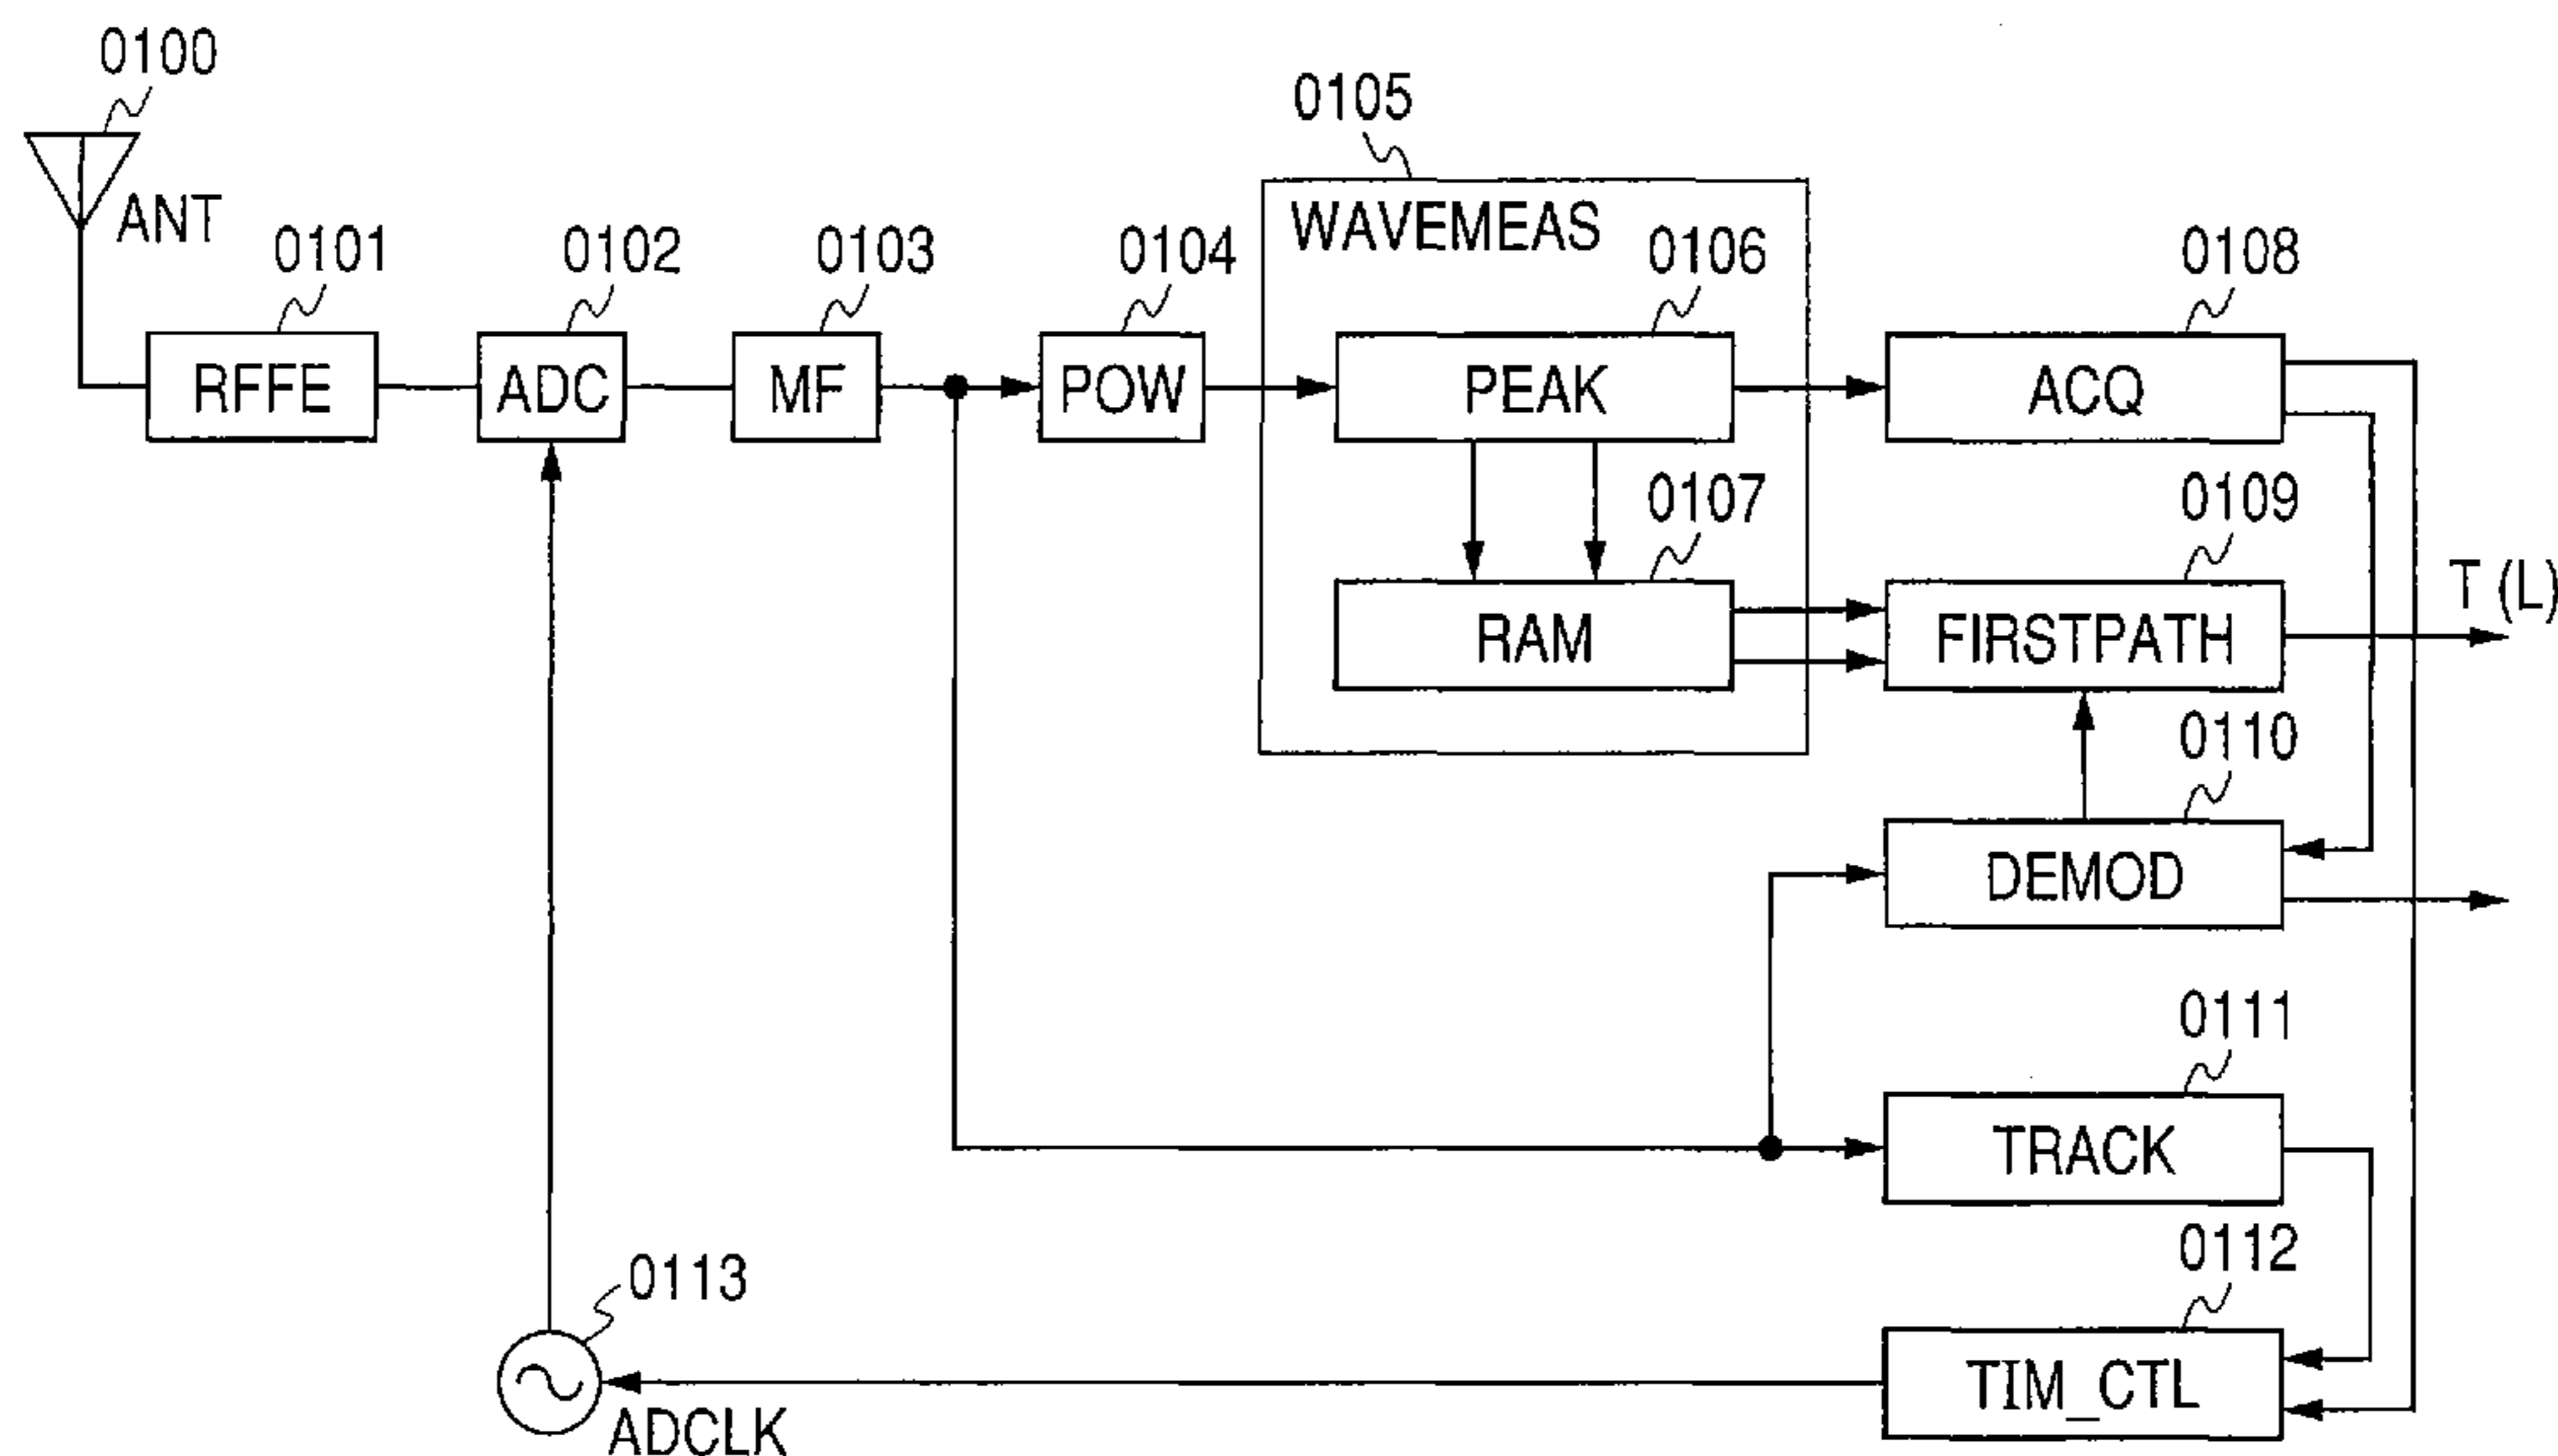 0100
ANT
0101
RFFE
0102
ADC
0103
MF
0104
POW
0105
WAVEMEAS
0106
PEAK
0107
RAM
0108
ACQ
0109
FIRSTPATH
T (L)
0110
DEMOD
0111
TRACK
0112
TIM_CTL
0113
ADCLK